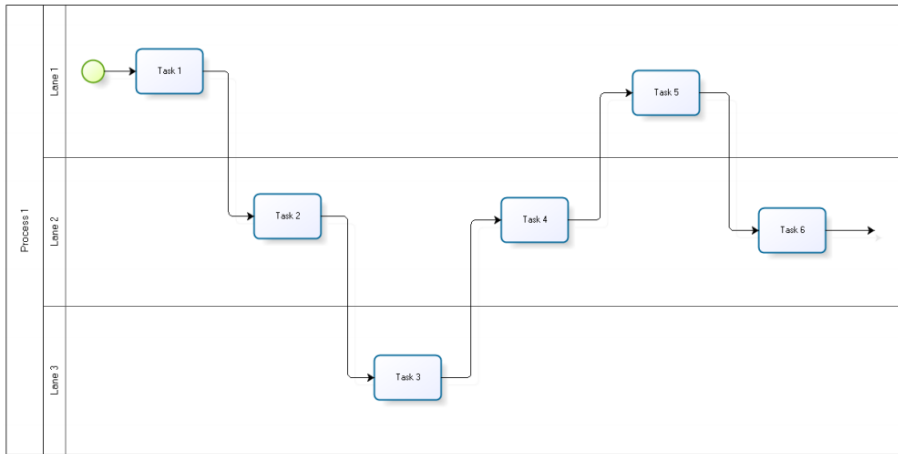 Process 1
Lane 1
Task 1
Task 5
Lane 2
Task 2
Task 4
Task 6
Lane 3
Task 3